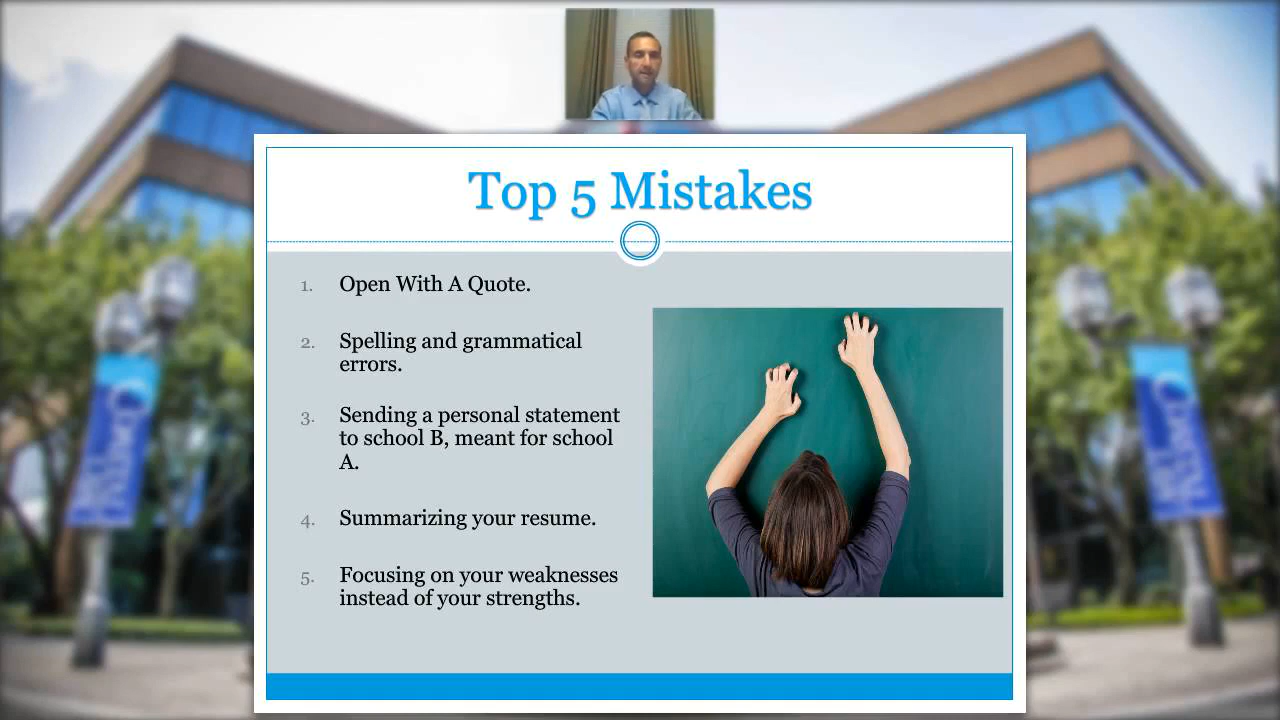 Top 5 Mistakes
1. Open With A Quote.
2. Spelling and grammatical
errors.
3. Sending a personal statement
to school B, meant for school
A.
4. Summarizing your resume.
5. Focusing on your weaknesses
instead of your strengths.